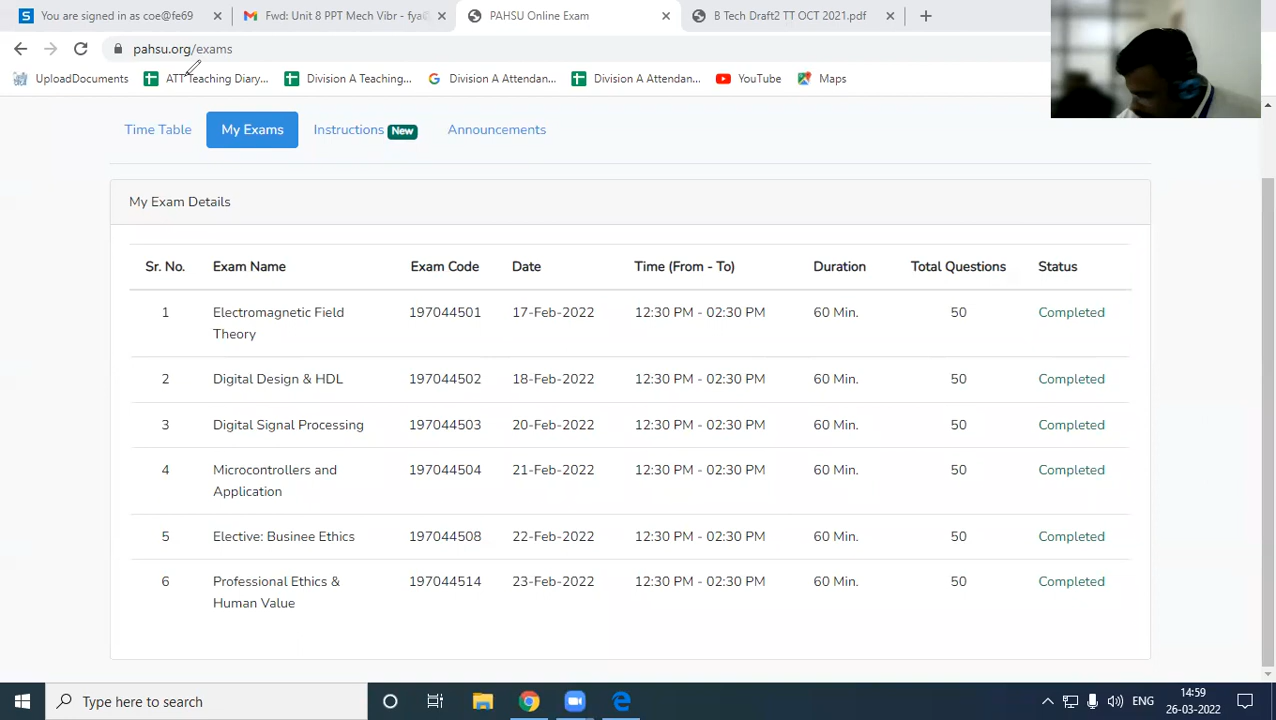 You are signed in as coe@fe69
Fwd: Unit 8 PPT Mech Vibr - fya@
PAHSU Online Exam
B Tech Draft2 TT OCT 2021.pdf
pahsu.org/exams
UploadDocuments
ATTTeaching Diary...
Division A Teaching...
Division A Attendan...
Division A Attendan...
YouTube
Maps
Time Table
My Exams
Instructions New
Announcements
My Exam Details
Sr. No. Exam Name Exam Code Date Time (From - To) Duration Total Questions Status
1 Electromagnetic Field Theory 197044501 17-Feb-2022 12:30 PM - 02:30 PM 60 Min. 50 Completed
2 Digital Design & HDL 197044502 18-Feb-2022 12:30 PM - 02:30 PM 60 Min. 50 Completed
3 Digital Signal Processing 197044503 20-Feb-2022 12:30 PM - 02:30 PM 60 Min. 50 Completed
4 Microcontrollers and Application 197044504 21-Feb-2022 12:30 PM - 02:30 PM 60 Min. 50 Completed
5 Elective: Businee Ethics 197044508 22-Feb-2022 12:30 PM - 02:30 PM 60 Min. 50 Completed
6 Professional Ethics & Human Value 197044514 23-Feb-2022 12:30 PM - 02:30 PM 60 Min. 50 Completed
Type here to search
ENG
14:59
26-03-2022